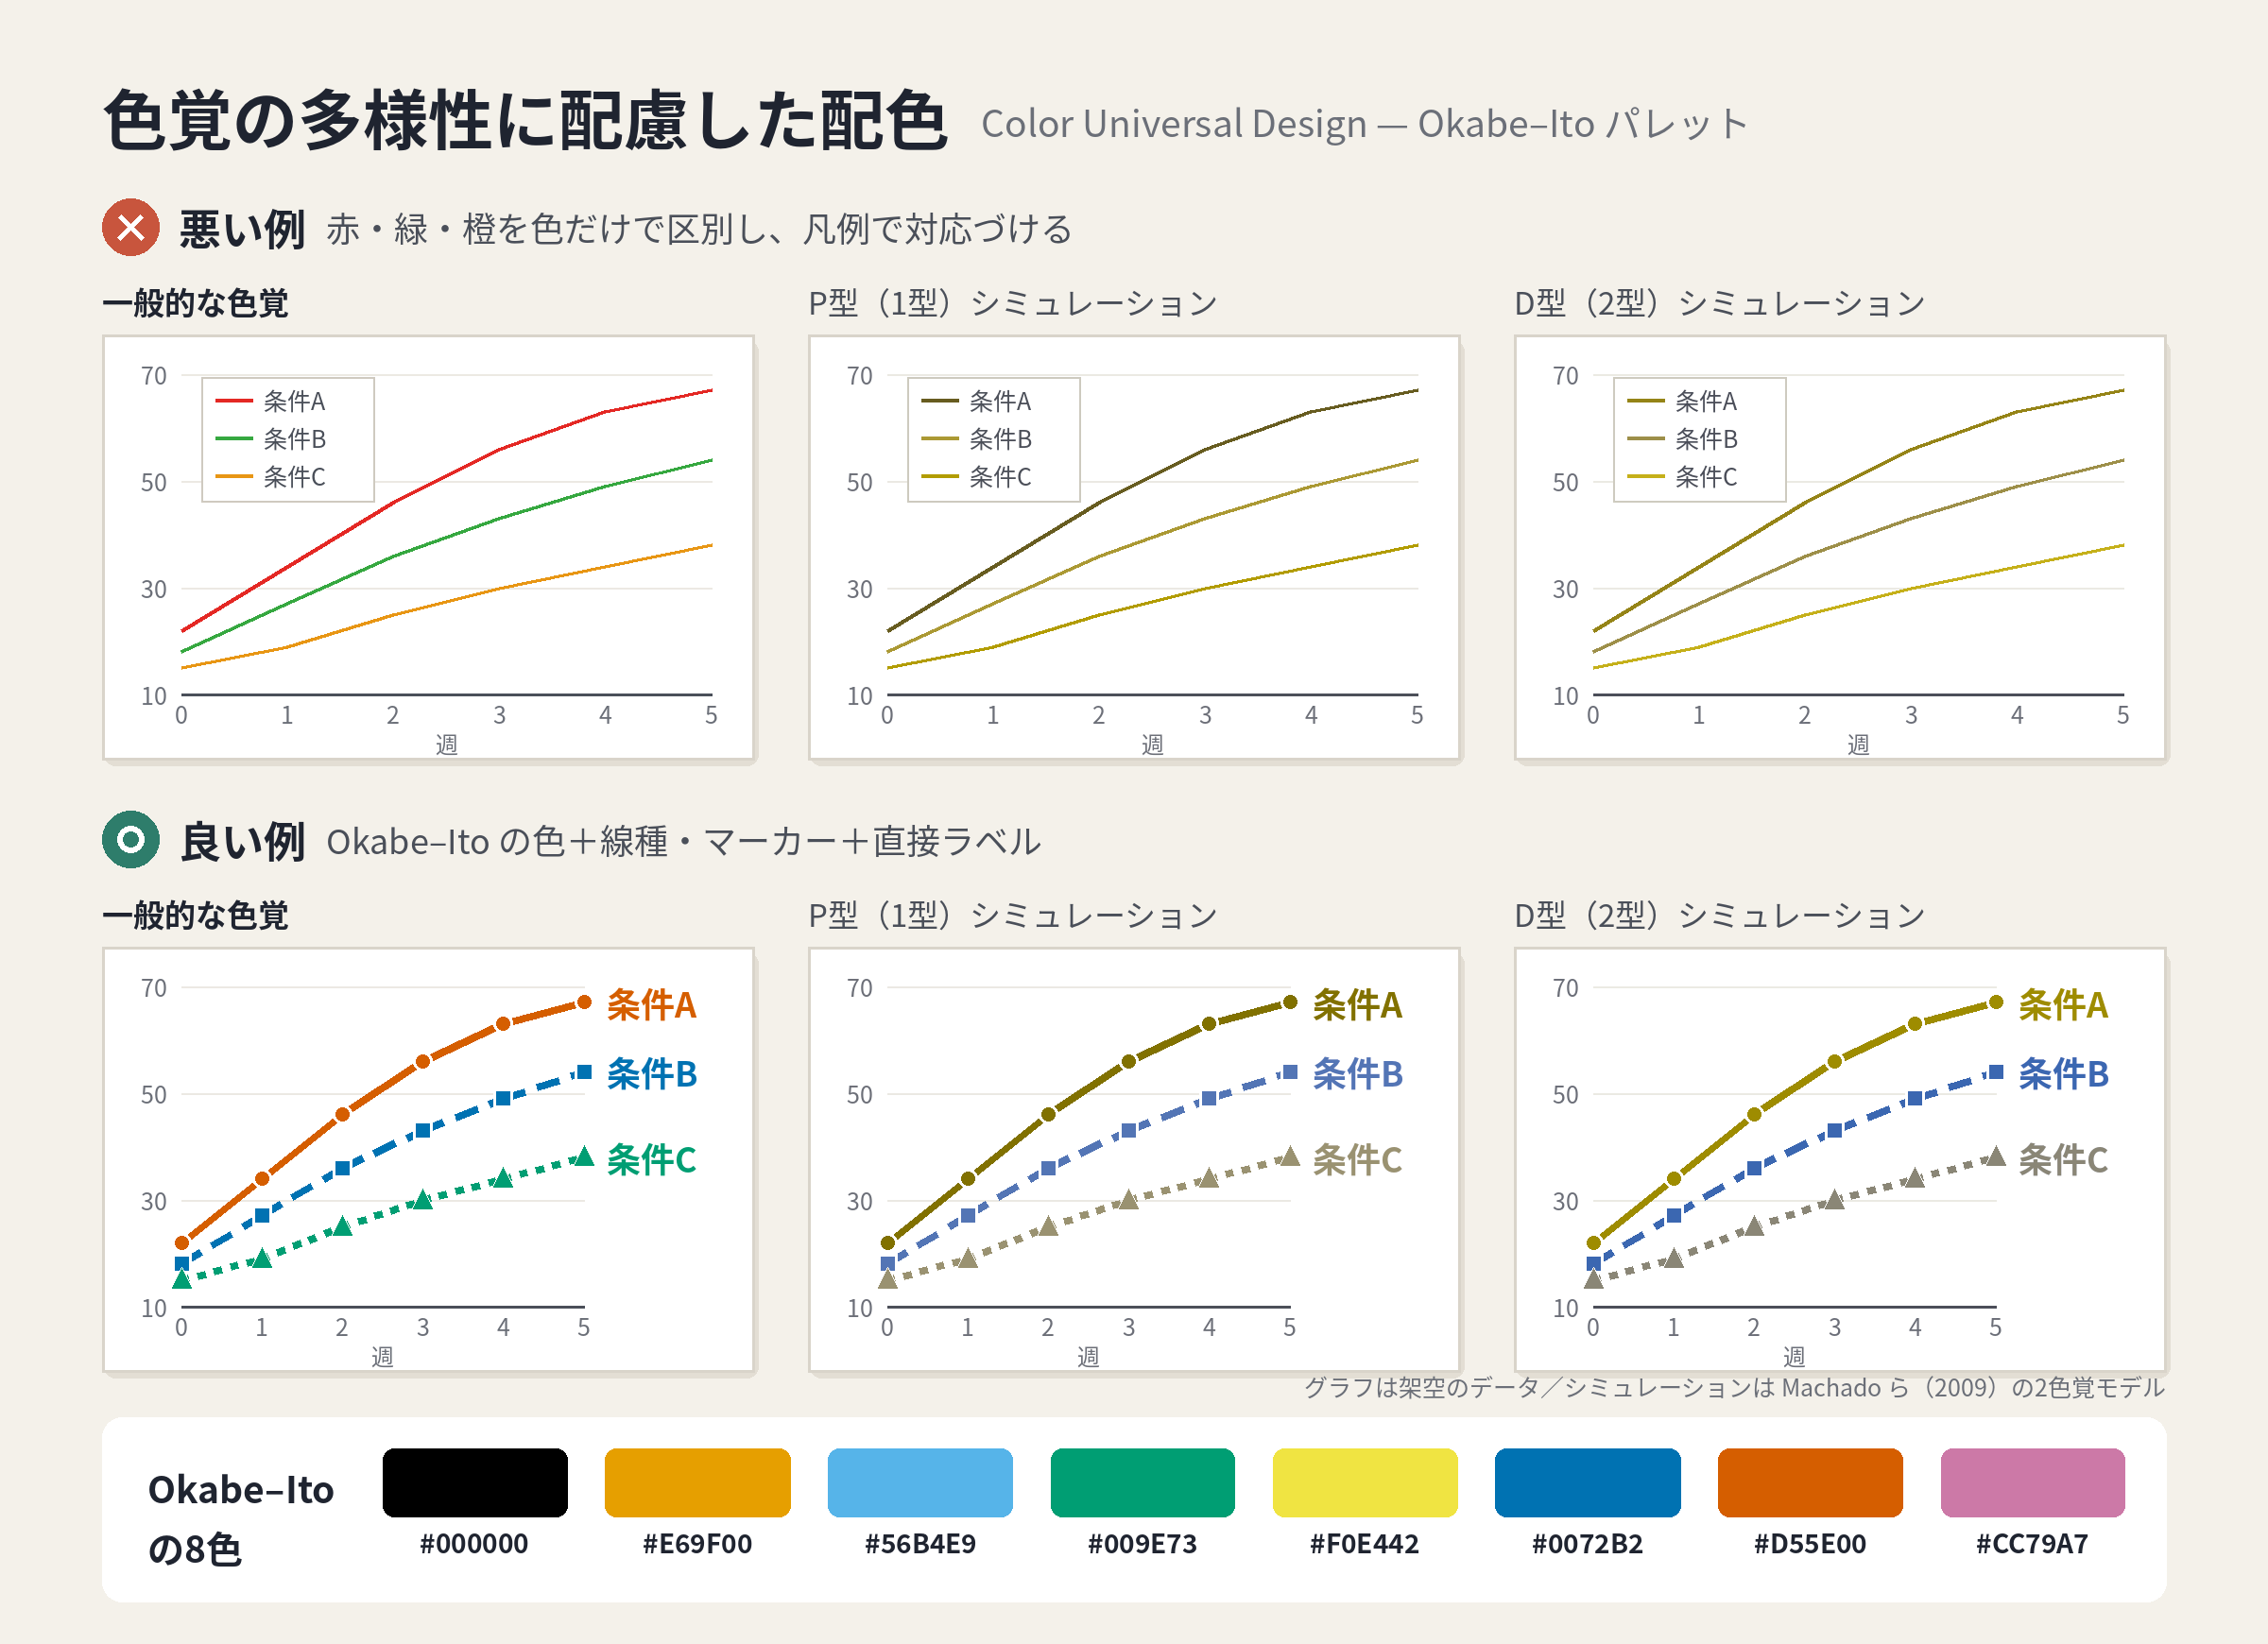 色覚の多様性に配慮した配色 Color Universal Design — Okabe–Ito パレット
悪い例 赤・緑・橙を色だけで区別し、凡例で対応づける
一般的な色覚
70
50
30
10
条件A
条件B
条件C
0 1 2 3 4 5
週
P型（1型）シミュレーション
70
50
30
10
条件A
条件B
条件C
0 1 2 3 4 5
週
D型（2型）シミュレーション
70
50
30
10
条件A
条件B
条件C
0 1 2 3 4 5
週
良い例 Okabe–Ito の色＋線種・マーカー＋直接ラベル
一般的な色覚
70
50
30
10
条件A
条件B
条件C
0 1 2 3 4 5
週
P型（1型）シミュレーション
70
50
30
10
条件A
条件B
条件C
0 1 2 3 4 5
週
D型（2型）シミュレーション
70
50
30
10
条件A
条件B
条件C
0 1 2 3 4 5
週
グラフは架空のデータ／シミュレーションは Machado ら（2009）の2色覚モデル
Okabe–Ito
の8色
#000000 #E69F00 #56B4E9 #009E73 #F0E442 #0072B2 #D55E00 #CC79A7